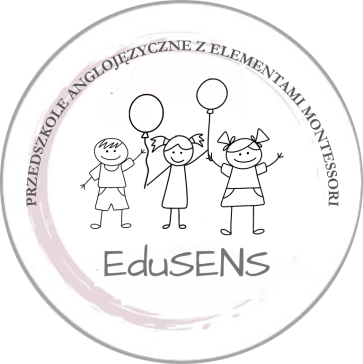 PRZEDSZKOLE ANGLOJĘZYCZNE Z ELEMENTAMI MONTESSORI
EduSENS